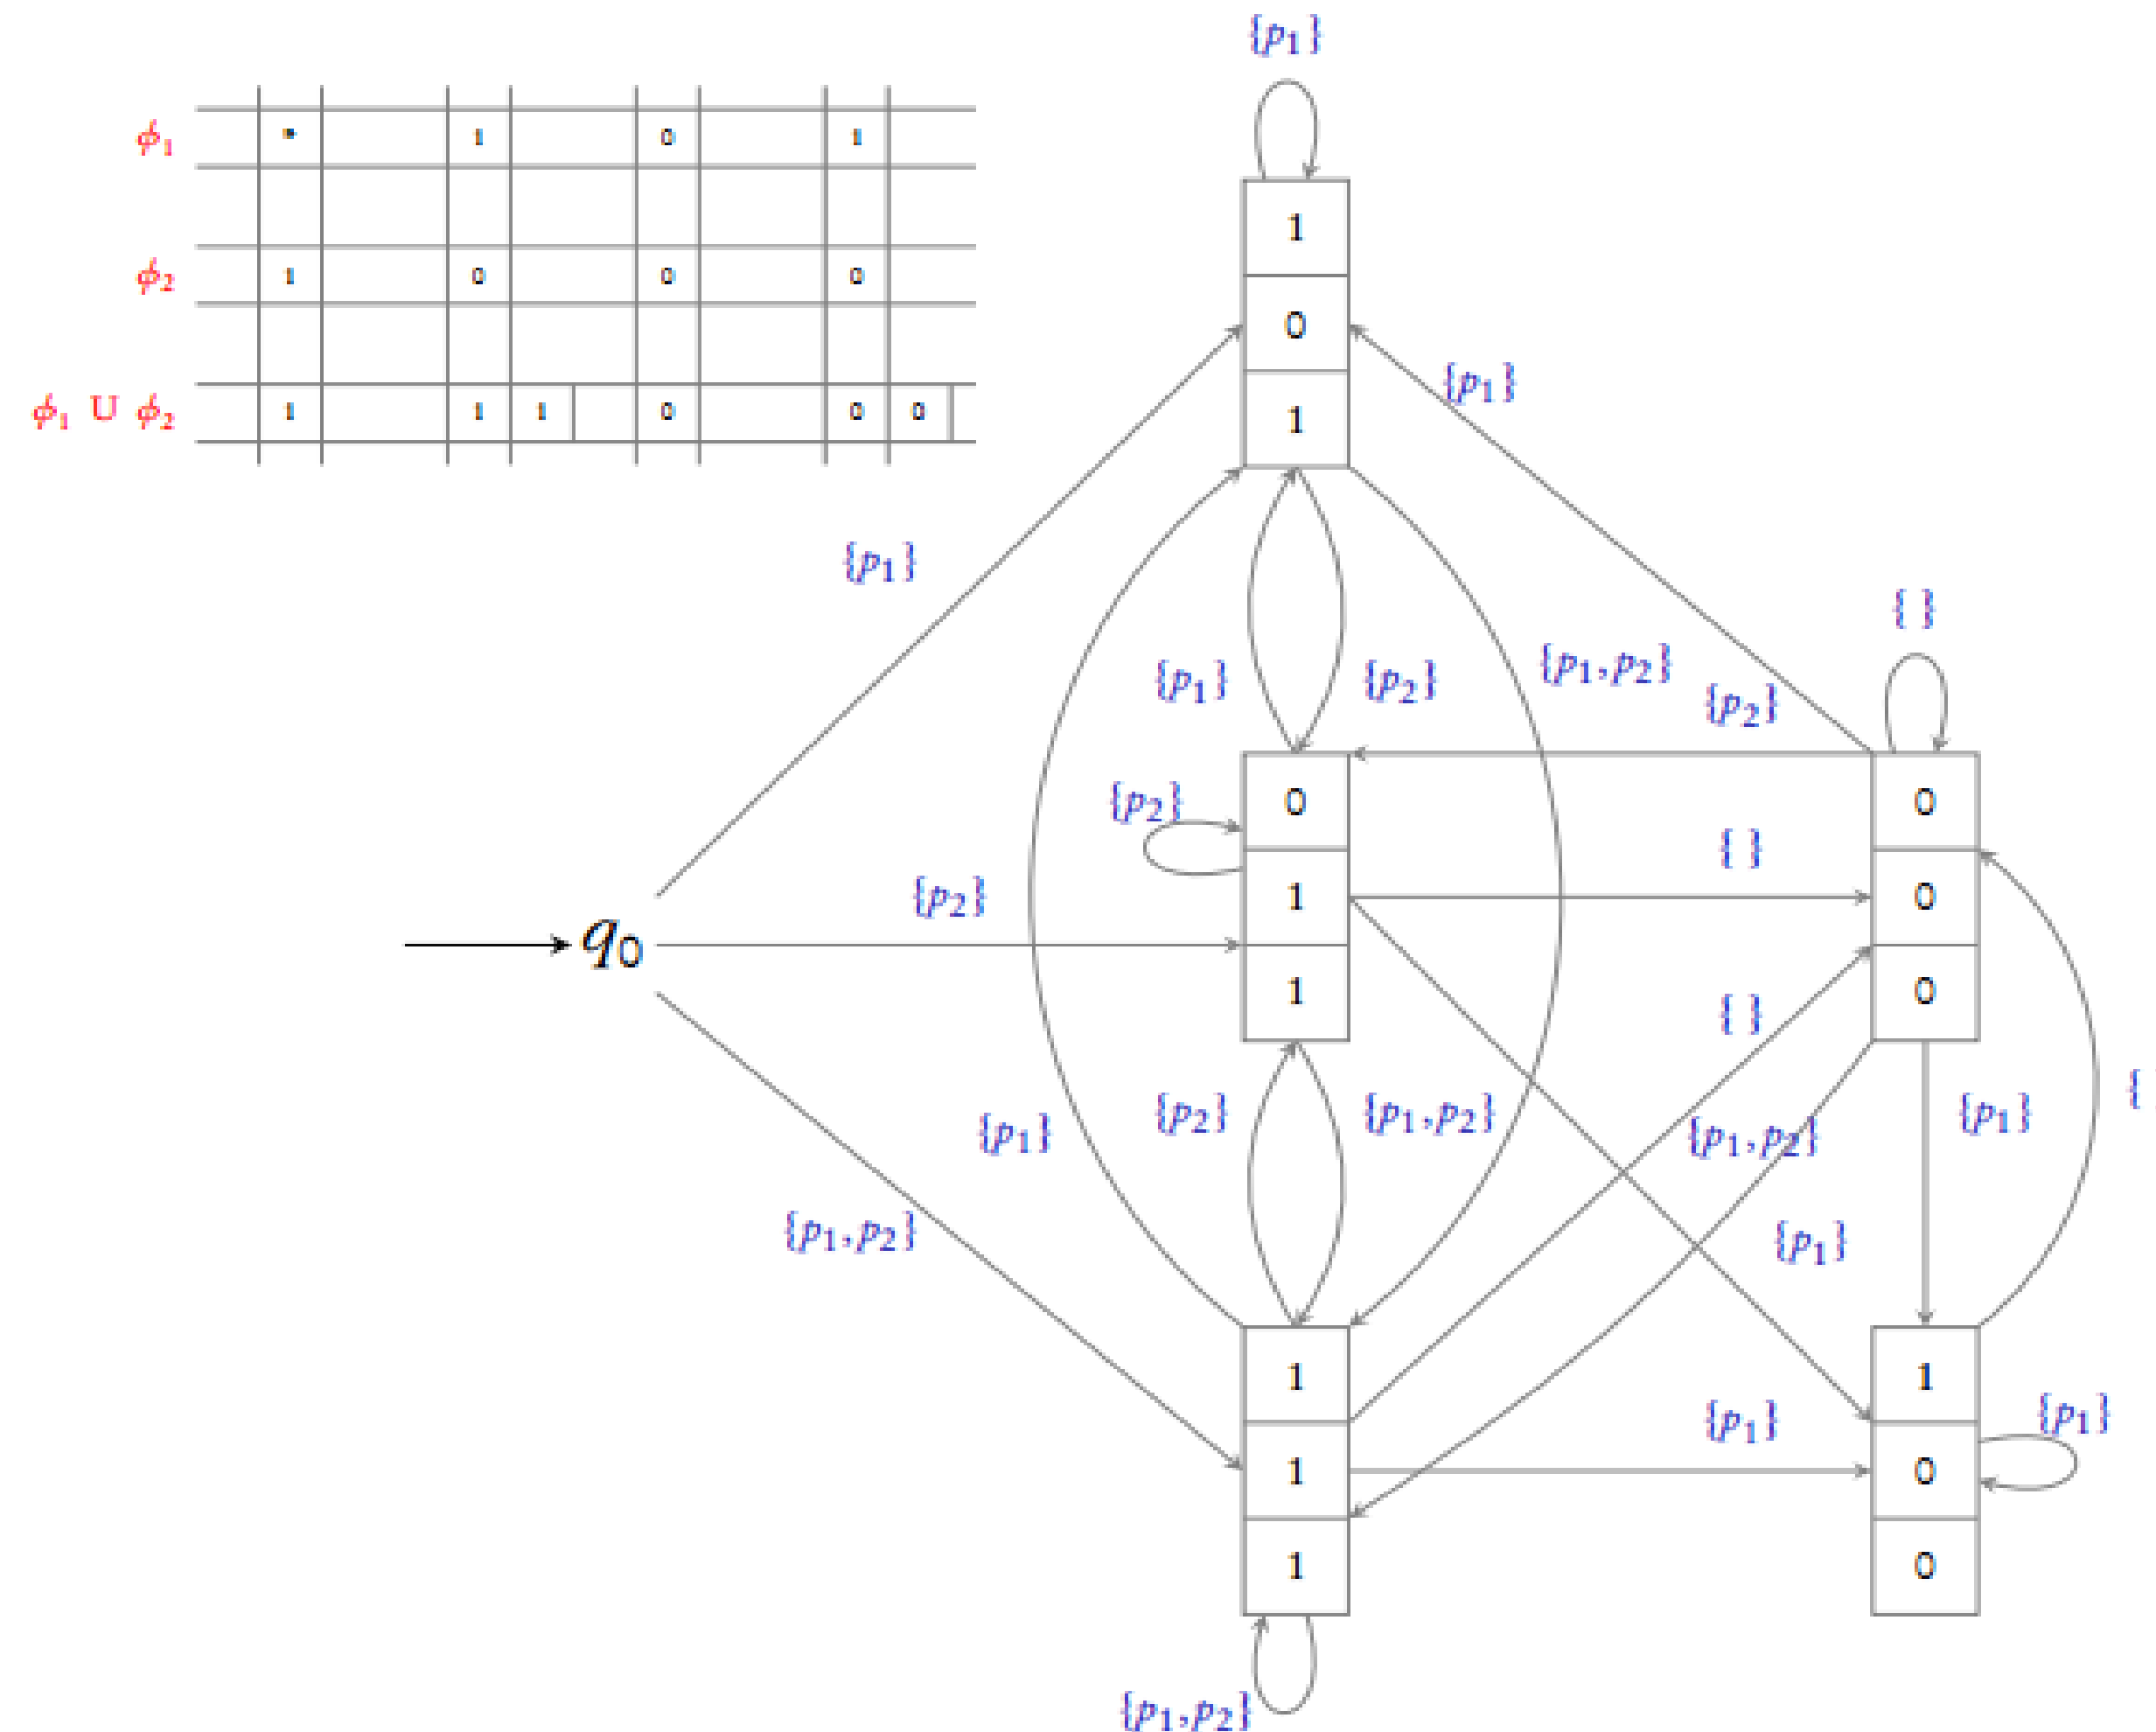 {p₁}
ϕ₁ * 1 0 1
ϕ₂ 1 0 0 0
ϕ₁ U ϕ₂ 1 1 1 0 0 0
1
0
1
{p₁}
{p₁}
{ }
{p₁} {p₂} {p₁,p₂} {p₂}
{p₂} 0 0
{ }
{p₂} 1 0
q₀
1 0
{ }
{p₁} {p₂} {p₁,p₂} {p₁,p₂} {p₁} {
{p₁,p₂} {p₁}
1 1
{p₁} {p₁}
1 0
1 0
{p₁,p₂}